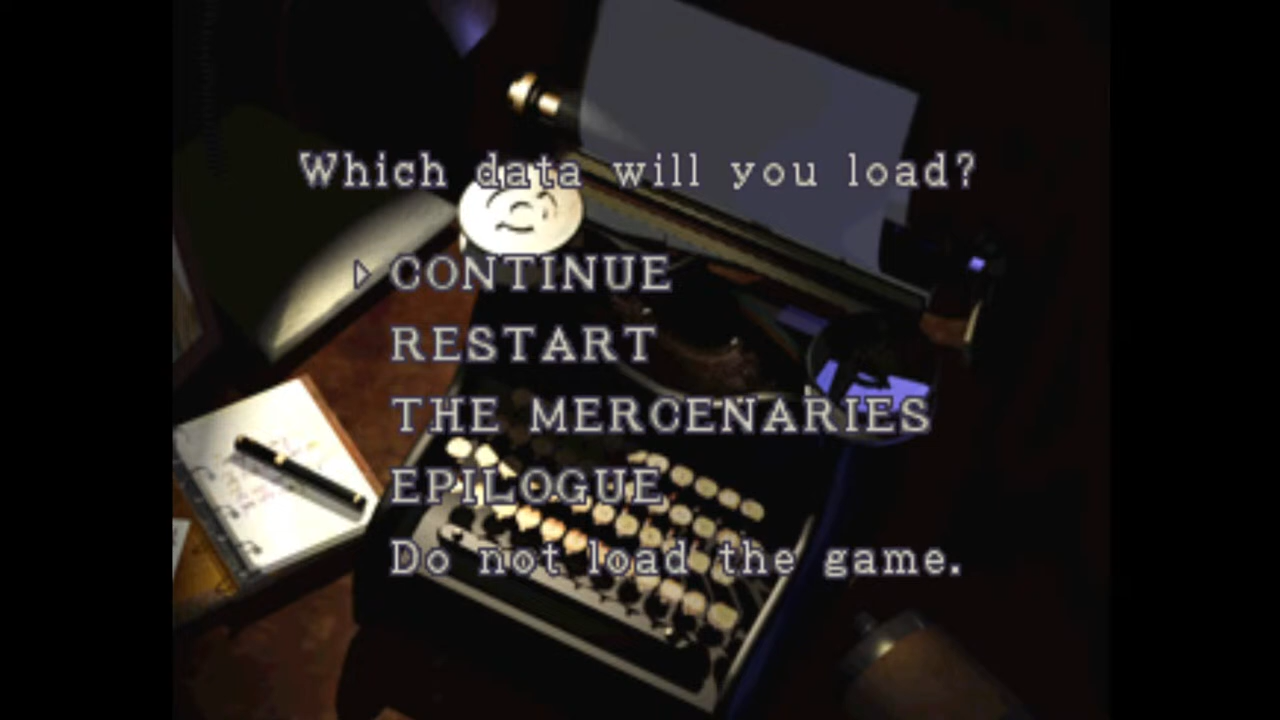 Which data will you load?
CONTINUE
RESTART
THE MERCENARIES
EPILOGUE
Do not load the game.